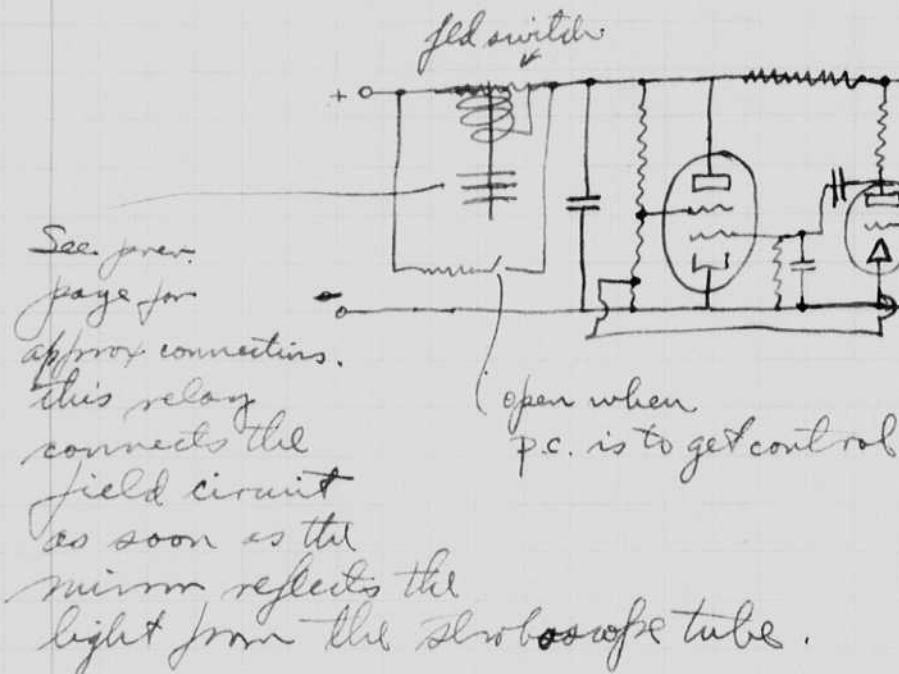 fld switch
+
-
See prev.
page for
approx connections.
this relay
connects the
field circuit
as soon as the
mirror reflects the
light from the stroboscope tube.
open when
p.c. is to get control